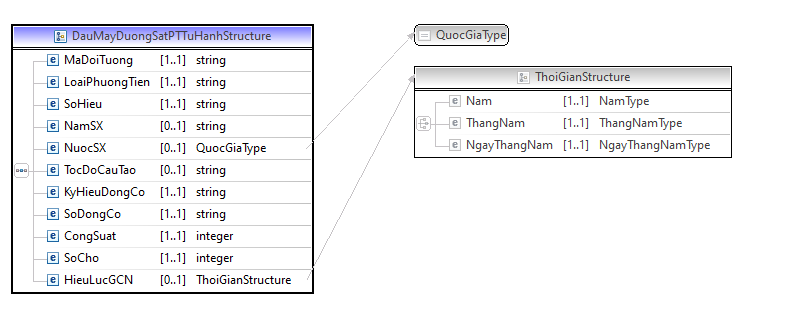 DauMayDuongSatPTTuHanhStructure
MaDoiTuong [1..1] string
LoaiPhuongTien [1..1] string
SoHieu [1..1] string
NamSX [0..1] string
NuocSX [0..1] QuocGiaType
TocDoCauTao [0..1] string
KyHieuDongCo [1..1] string
SoDongCo [1..1] string
CongSuat [1..1] integer
SoCho [1..1] integer
HieuLucGCN [0..1] ThoiGianStructure
QuocGiaType
ThoiGianStructure
Nam [1..1] NamType
ThangNam [1..1] ThangNamType
NgayThangNam [1..1] NgayThangNamType